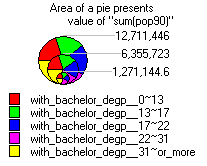 Area of a pie presents
value of "sum(pop90)"
12,711,446
6,355,723
1,271,144.6
with_bachelor_degp__0~13
with_bachelor_degp__13~17
with_bachelor_degp__17~22
with_bachelor_degp__22~31
with_bachelor_degp__31~or_more